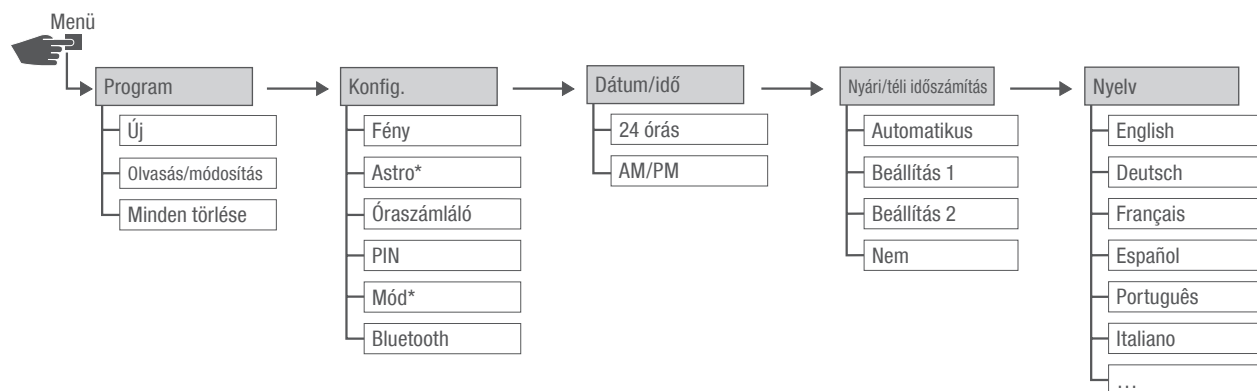 Menü
Program
Új
Olvasás/módosítás
Minden törlése
Konfig.
Fény
Astro*
Óraszámláló
PIN
Mód*
Bluetooth
Dátum/idő
24 órás
AM/PM
Nyári/téli időszámítás
Automatikus
Beállítás 1
Beállítás 2
Nem
Nyelv
English
Deutsch
Français
Español
Português
Italiano
…